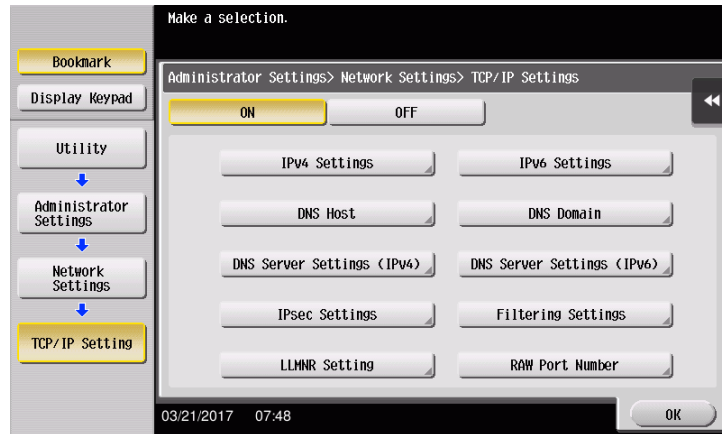 Make a selection.
Bookmark
Display Keypad
Utility
Administrator
Settings
Network
Settings
TCP/IP Setting
Administrator Settings> Network Settings> TCP/IP Settings
ON
OFF
IPv4 Settings
IPv6 Settings
DNS Host
DNS Domain
DNS Server Settings (IPv4)
DNS Server Settings (IPv6)
IPsec Settings
Filtering Settings
LLMNR Setting
RAW Port Number
03/21/2017 07:48
OK